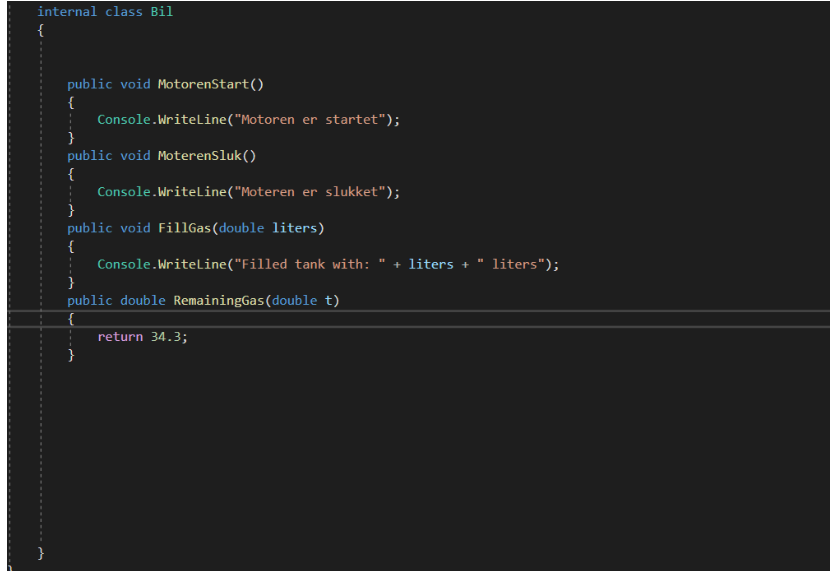 internal class Bil
{
public void MotorenStart()
{
Console.WriteLine("Motoren er startet");
}
public void MoterenSluk()
{
Console.WriteLine("Moteren er slukket");
}
public void FillGas(double liters)
{
Console.WriteLine("Filled tank with: " + liters + " liters");
}
public double RemainingGas(double t)
{
return 34.3;
}
}
}